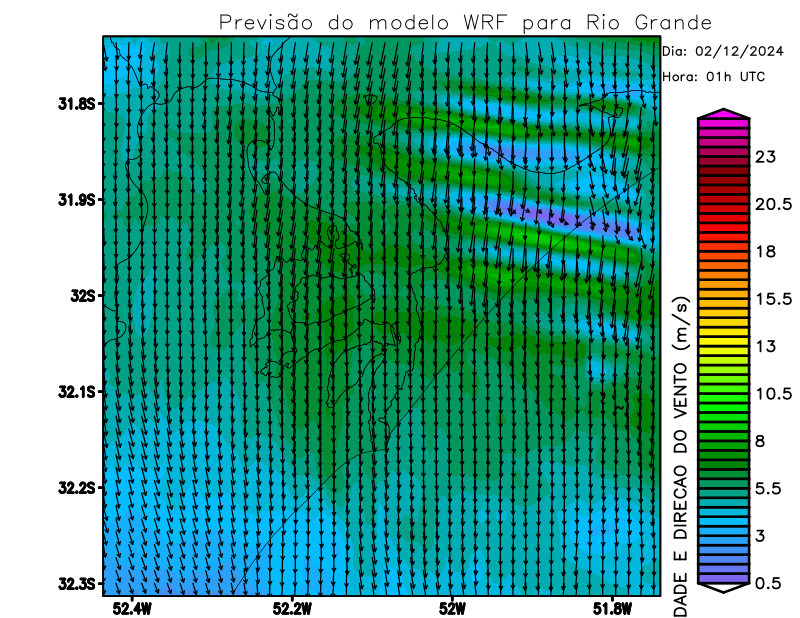 Previsão do modelo WRF para Rio Grande
Dia: 02/12/2024
Hora: 01h UTC
31.8S
31.9S
32S
32.1S
32.2S
32.3S
52.4W
52.2W
52W
51.8W
23
20.5
18
15.5
13
10.5
8
5.5
3
0.5
DADE E DIRECAO DO VENTO (m/s)